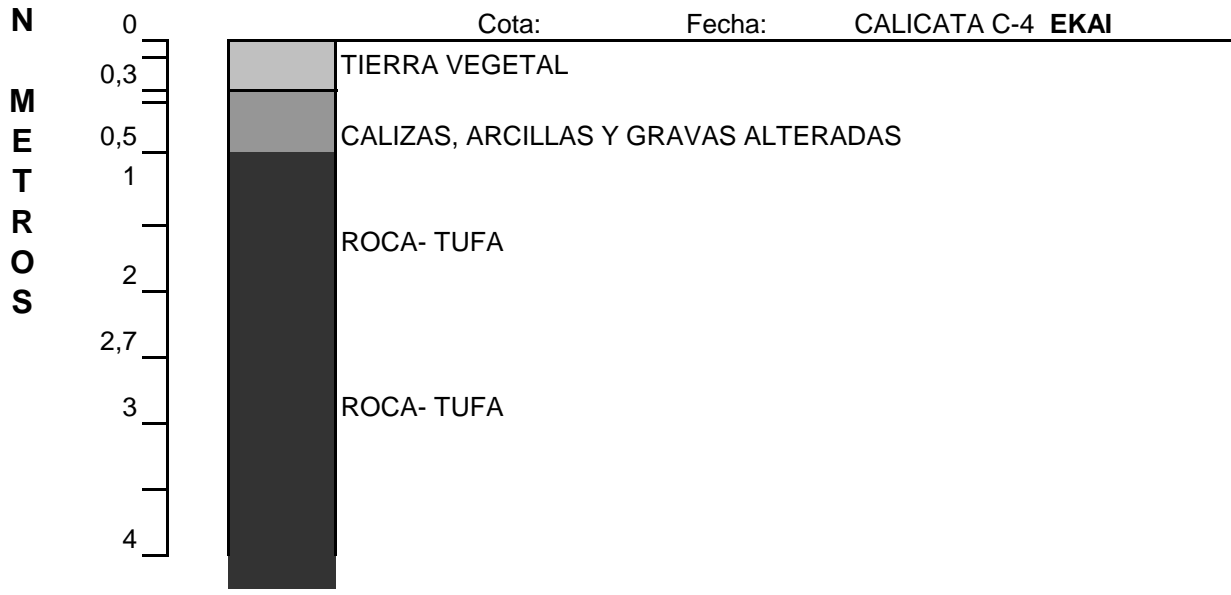 N
METROS
0 Cota: Fecha: CALICATA C-4 EKAI
0,3 TIERRA VEGETAL
0,5 CALIZAS, ARCILLAS Y GRAVAS ALTERADAS
1
ROCA- TUFA
2
2,7
3 ROCA- TUFA
4